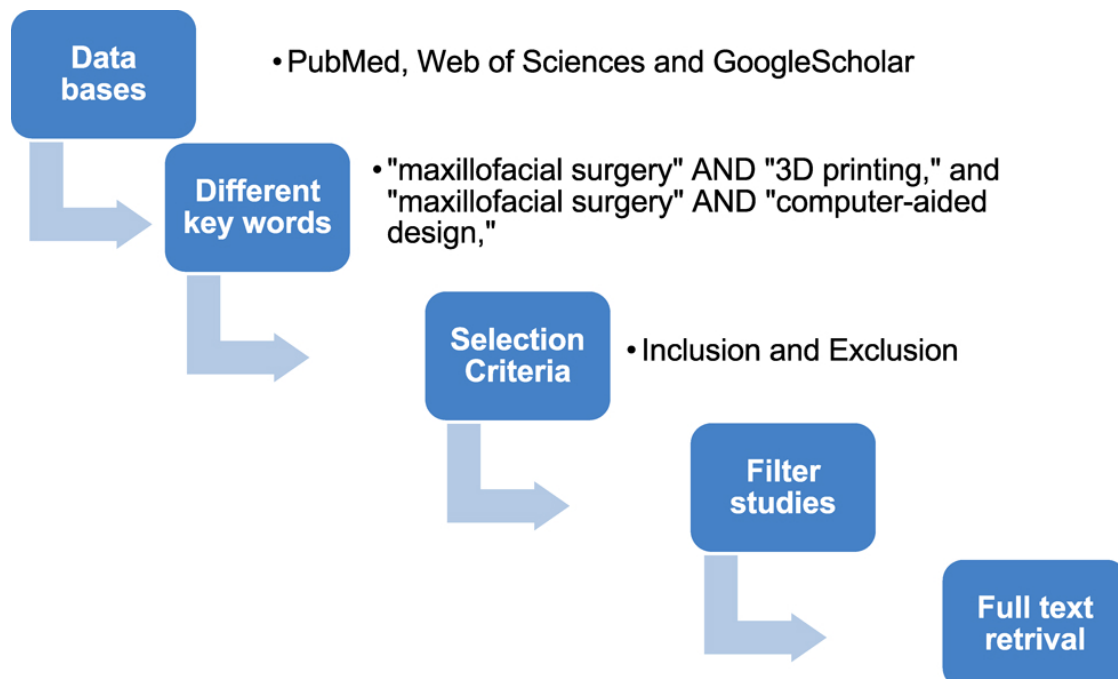 Data
bases
• PubMed, Web of Sciences and GoogleScholar
Different
key words
• "maxillofacial surgery" AND "3D printing," and
"maxillofacial surgery" AND "computer-aided
design,"
Selection
Criteria
• Inclusion and Exclusion
Filter
studies
Full text
retrival